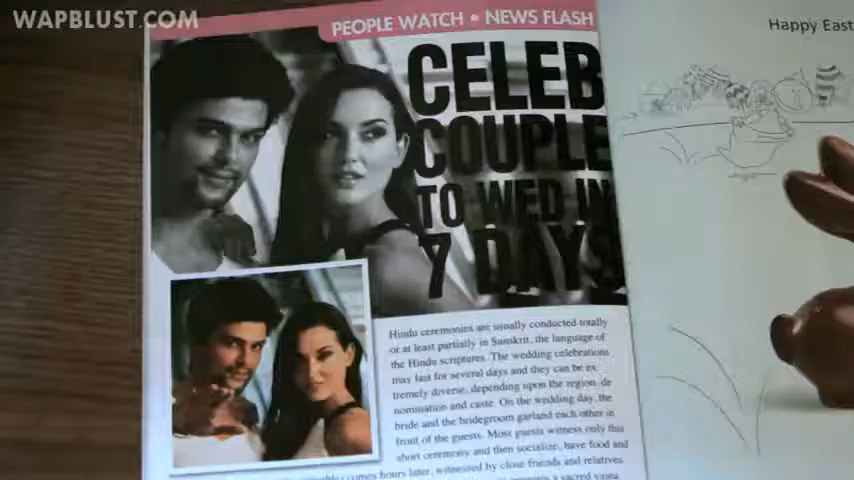 WAPBLUST.COM
PEOPLE WATCH • NEWS FLASH
Happy East
CELEB
COUPLE
TO WED IN
7 DAYS
Hindu ceremonies are usually conducted totally
or at least partially in Sanskrit, the language of
the Hindu scriptures. The wedding celebrations
may last for several days and they can be ex
tremely diverse, depending upon the region, de
nomination and caste. On the wedding day, the
bride and the bridegroom garland each other in
front of the guests. Most guests witness only this
short ceremony and then socialize, have food and
comes hours later, witnessed by close friends and relatives.
a sacred